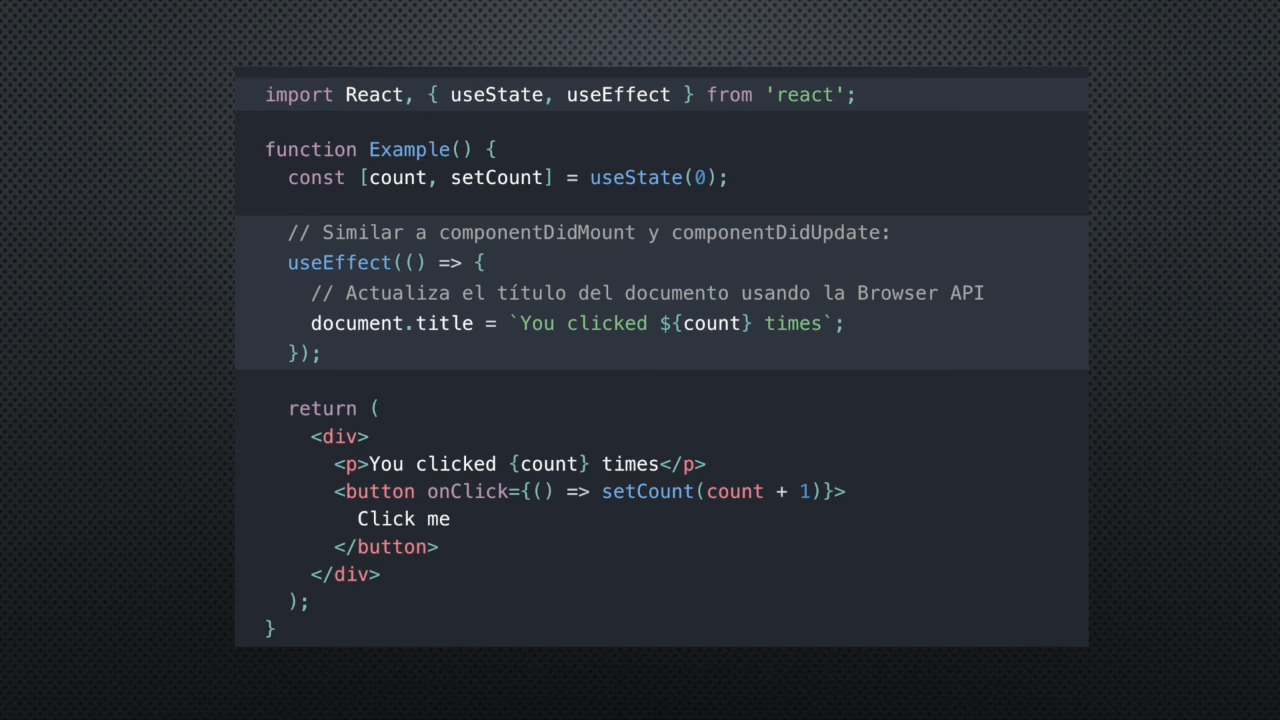 import React, { useState, useEffect } from 'react';
function Example() {
  const [count, setCount] = useState(0);
  // Similar a componentDidMount y componentDidUpdate:
  useEffect(() => {
    // Actualiza el título del documento usando la Browser API
    document.title = `You clicked ${count} times`;
  });
  return (
    <div>
      <p>You clicked {count} times</p>
      <button onClick={() => setCount(count + 1)}>
        Click me
      </button>
    </div>
  );
}